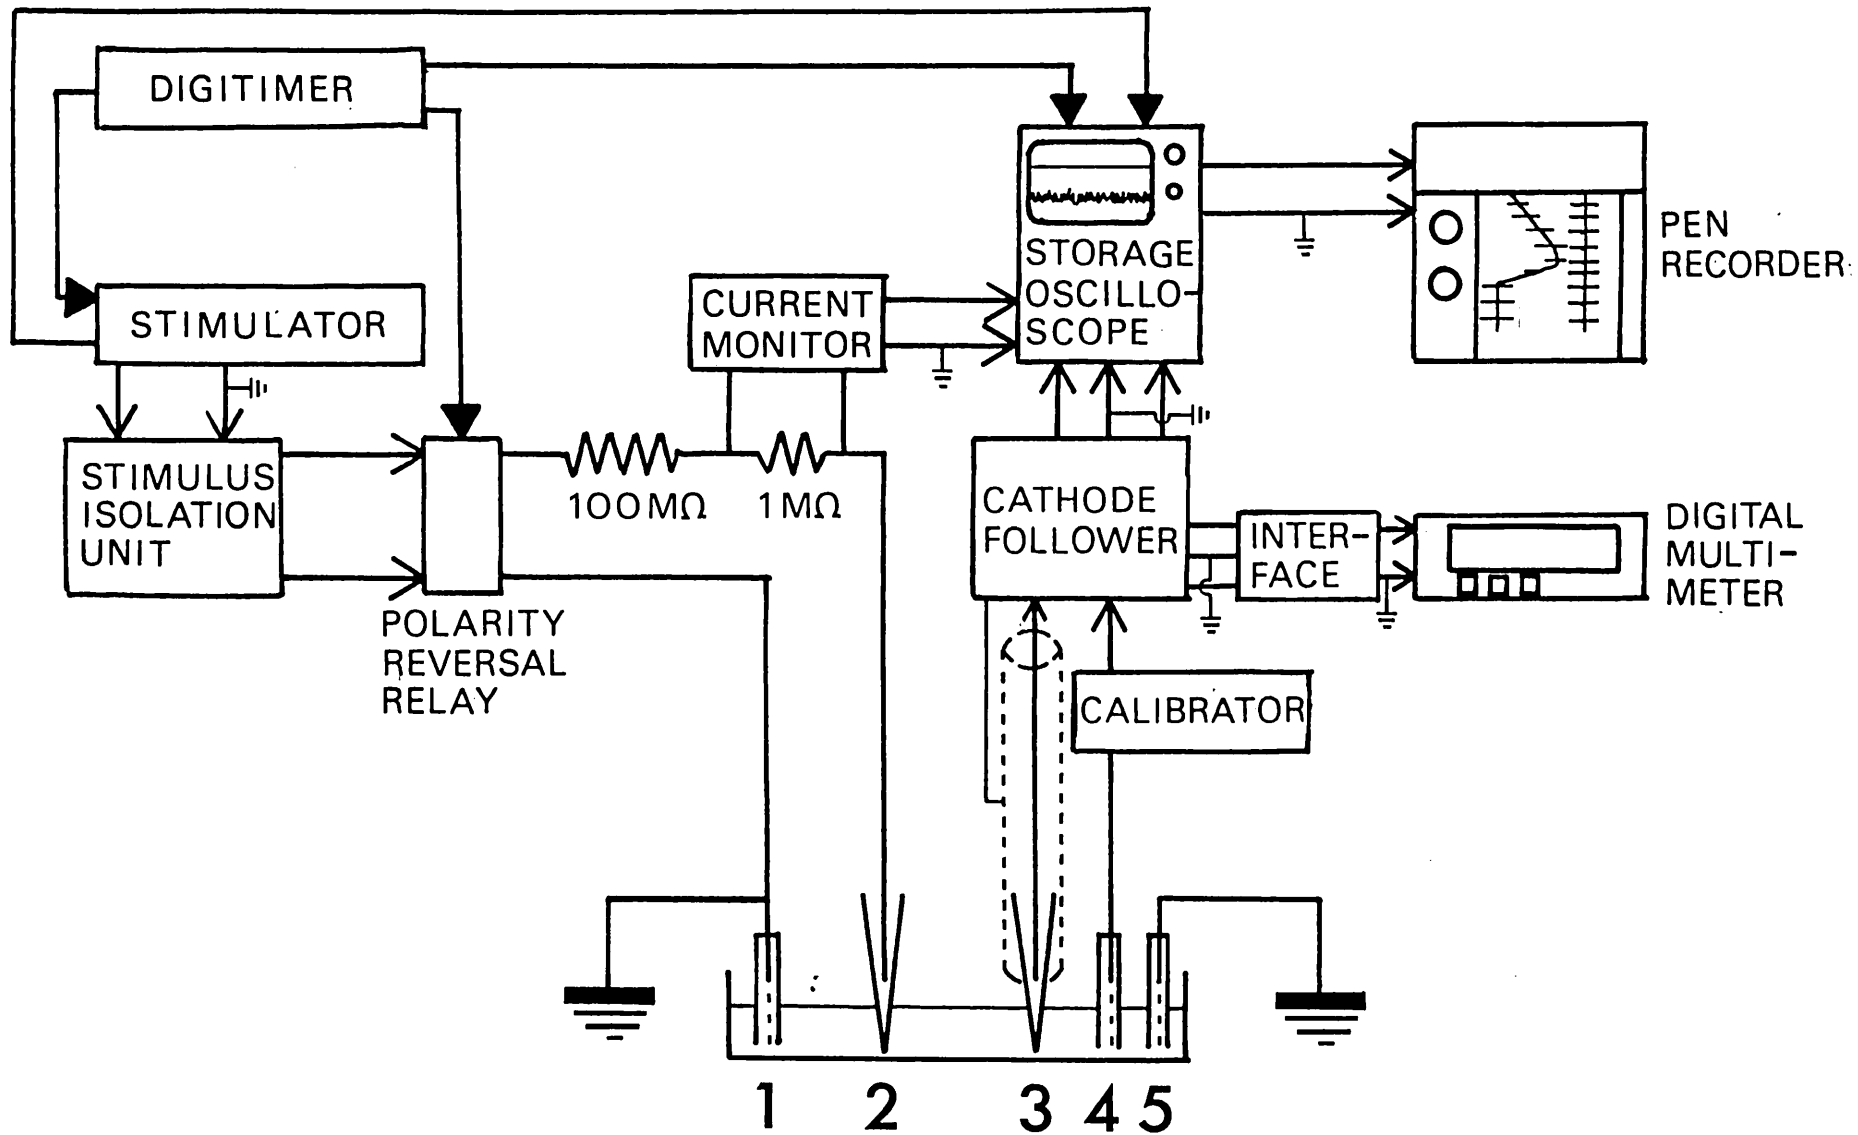 DIGITIMER
STIMULATOR
STIMULUS
ISOLATION
UNIT
POLARITY
REVERSAL
RELAY
100MΩ
1MΩ
CURRENT
MONITOR
STORAGE
OSCILLO-
SCOPE
PEN
RECORDER
CATHODE
FOLLOWER
INTER-
FACE
DIGITAL
MULTI-
METER
CALIBRATOR
1 2 3 4 5